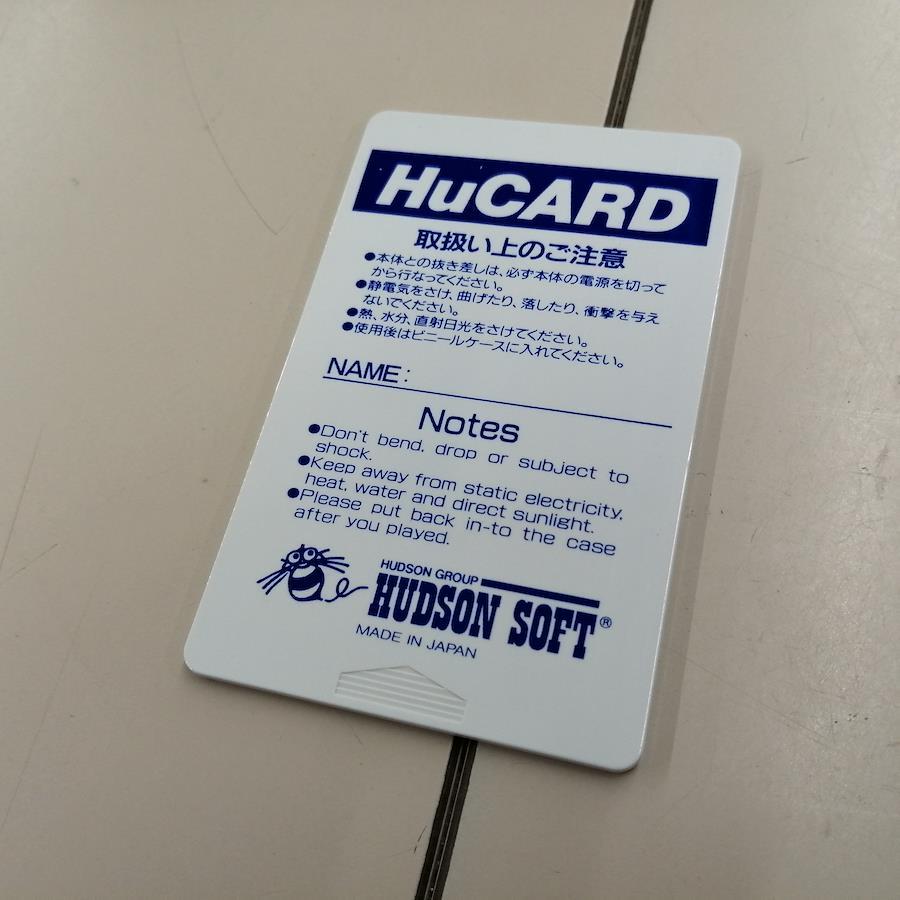 HuCARD
取扱い上のご注意
●本体との抜き差しは、必ず本体の電源を切って
から行なってください。
●静電気をさけ、曲げたり、落したり、衝撃を与え
ないでください。
●熱、水分、直射日光をさけてください。
●使用後はビニールケースに入れてください。
NAME:
Notes
●Don't bend, drop or subject to
shock.
●Keep away from static electricity,
heat, water and direct sunlight.
●Please put back in-to the case
after you played.
HUDSON GROUP
HUDSON SOFT®
MADE IN JAPAN